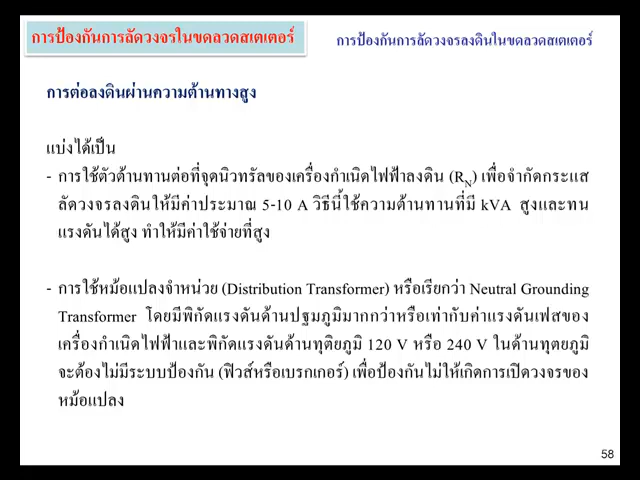 การป้องกันการลัดวงจรในขดลวดสเตเตอร์
การป้องกันการลัดวงจรลงดินในขดลวดสเตเตอร์
การต่อลงดินผ่านความต้านทางสูง
แบ่งได้เป็น
- การใช้ตัวต้านทานต่อที่จุดนิวทรัลของเครื่องกำเนิดไฟฟ้าลงดิน (RN) เพื่อจำกัดกระแส
ลัดวงจรลงดินให้มีค่าประมาณ 5-10 A วิธีนี้ใช้ความต้านทานที่มี kVA สูงและทน
แรงดันได้สูง ทำให้มีค่าใช้จ่ายที่สูง
- การใช้หม้อแปลงจำหน่วย (Distribution Transformer) หรือเรียกว่า Neutral Grounding
Transformer โดยมีพิกัดแรงดันด้านปฐมภูมิมากกว่าหรือเท่ากับค่าแรงดันเฟสของ
เครื่องกำเนิดไฟฟ้าและพิกัดแรงดันด้านทุติยภูมิ 120 V หรือ 240 V ในด้านทุตยภูมิ
จะต้องไม่มีระบบป้องกัน (ฟิวส์หรือเบรกเกอร์) เพื่อป้องกันไม่ให้เกิดการเปิดวงจรของ
หม้อแปลง
58